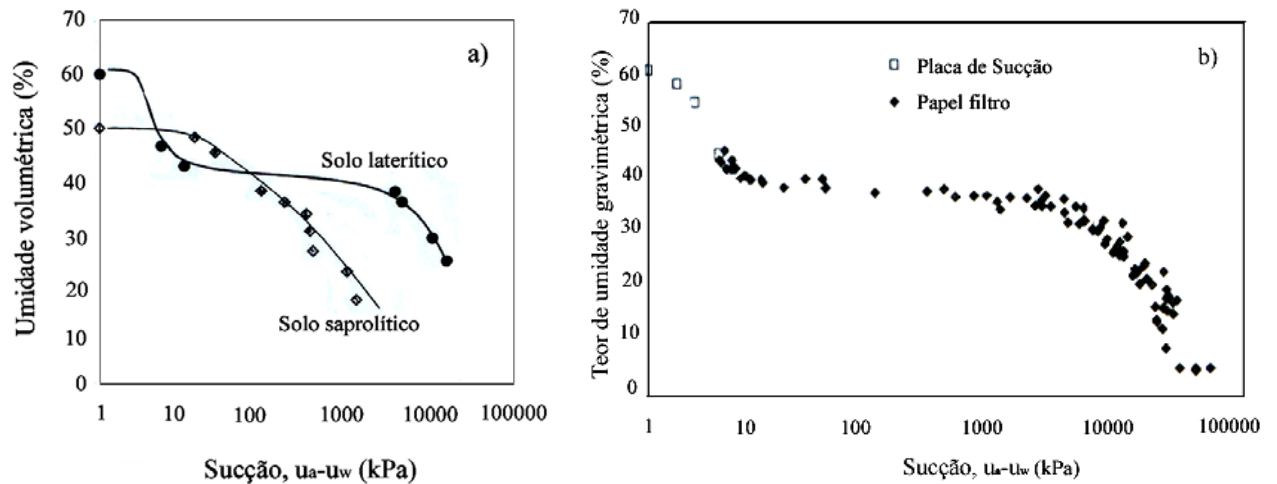 a)
Umidade volumétrica (%)
70
60
50
40
30
20
10
0
Solo laterítico
Solo saprolítico
1 10 100 1000 10000 100000
Sucção, ua-uw (kPa)
b)
Teor de umidade gravimétrica (%)
70
60
50
40
30
20
10
0
Placa de Sucção
Papel filtro
1 10 100 1000 10000 100000
Sucção, ua-uw (kPa)